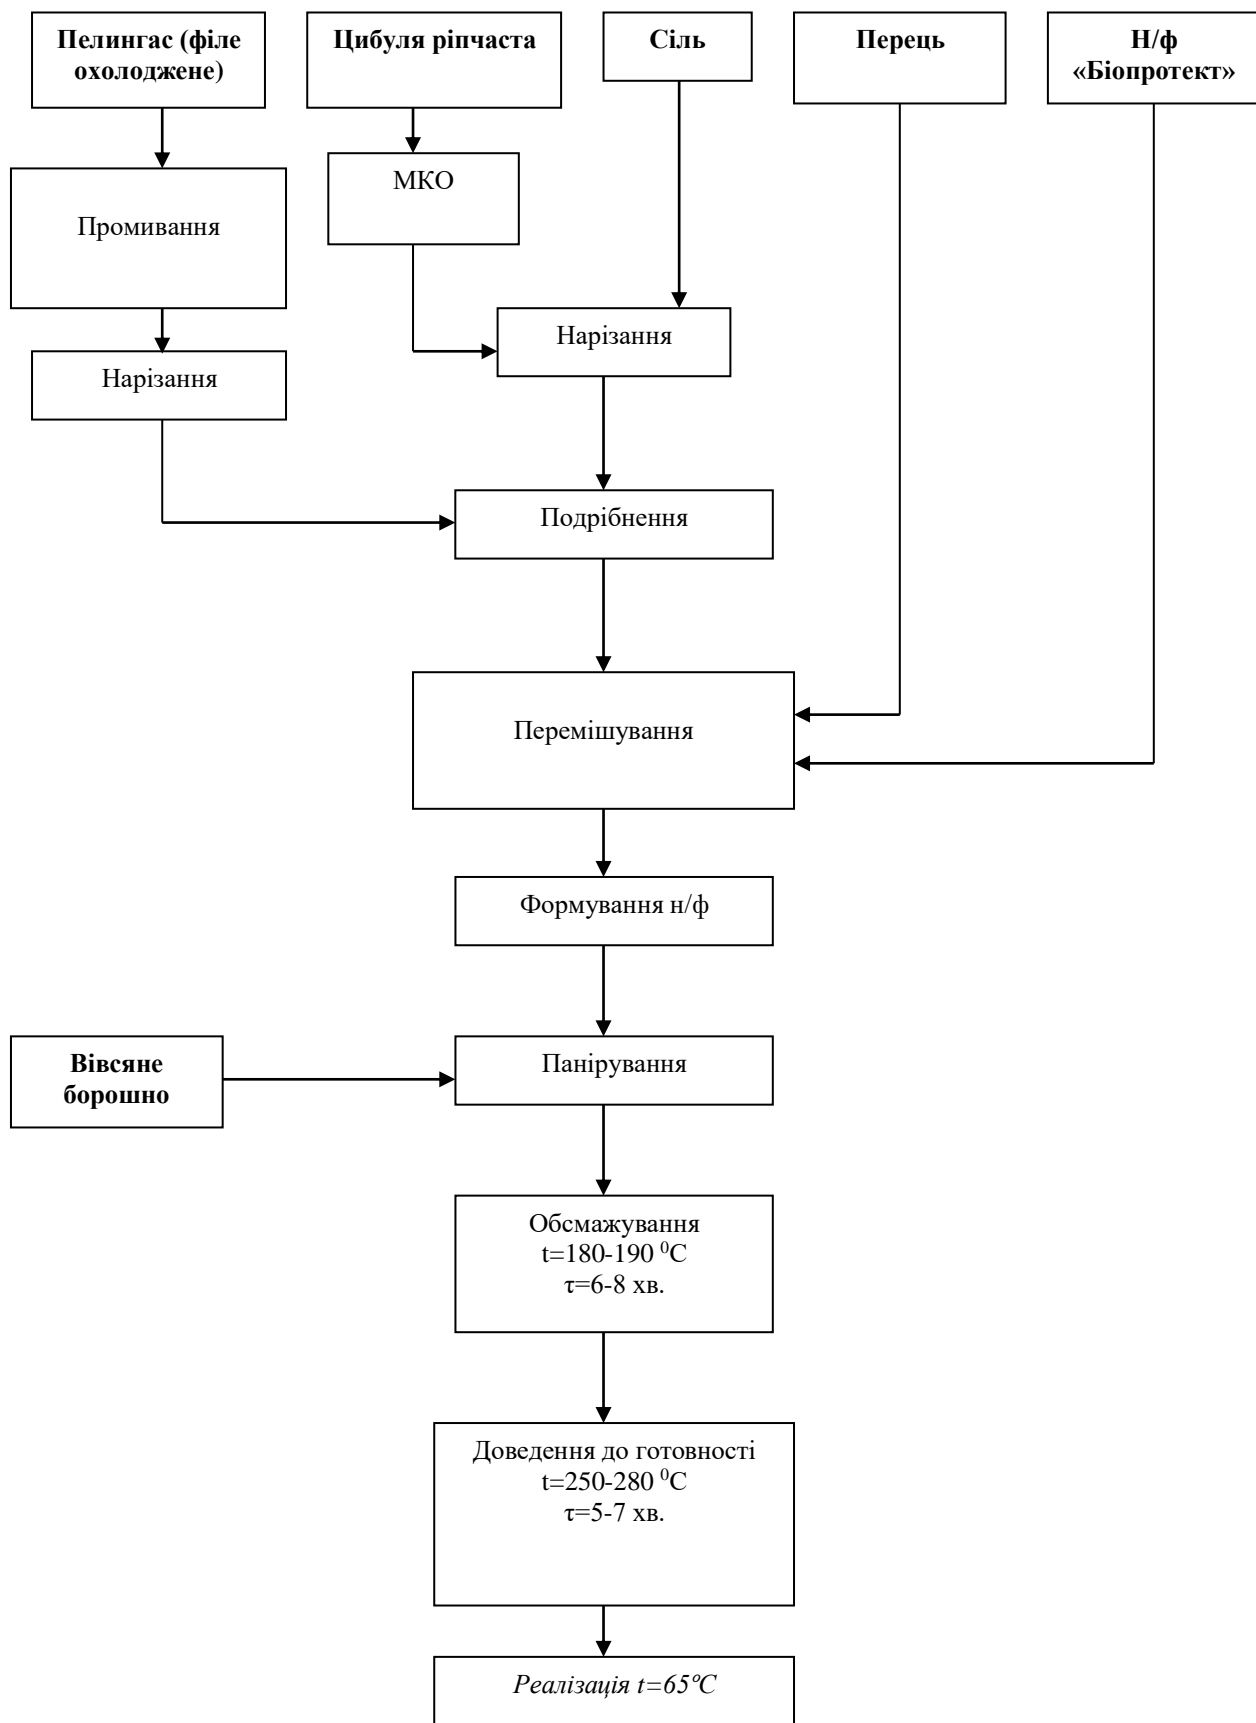 Пелингас (філе
охолоджене)
Цибуля ріпчаста
Сіль
Перець
Н/ф
«Біопротект»
МКО
Промивання
Нарізання
Нарізання
Подрібнення
Перемішування
Формування н/ф
Вівсяне
борошно
Панірування
Обсмажування
t=180-190 ⁰С
τ=6-8 хв.
Доведення до готовності
t=250-280 ⁰С
τ=5-7 хв.
Реалізація t=65ºС